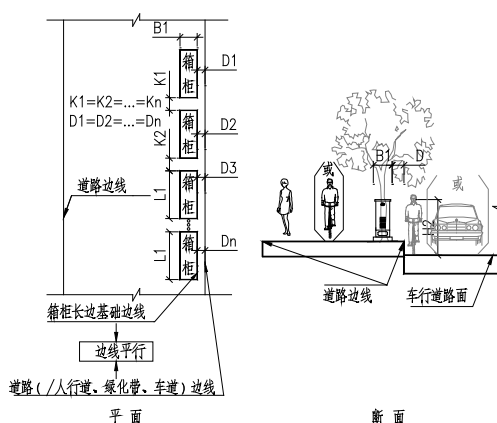 B1
箱柜
D1
K1
K1=K2=...=Kn
D1=D2=...=Dn
箱柜
D2
K2
D3
道路边线
箱柜
L1
箱柜
L1
Dn
箱柜长边基础边线
边线平行
道路(/人行道、绿化带、车道)边线
平面
B1
D
或
或
H2
道路边线
车行道路面
断面